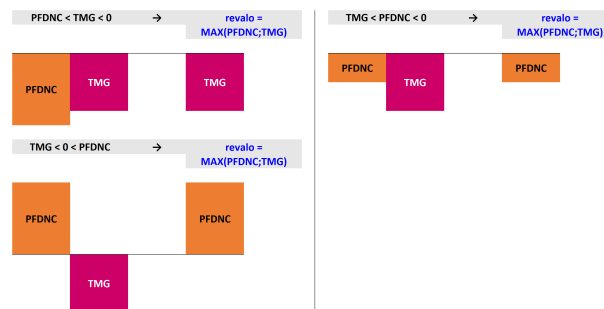 PFDNC < TMG < 0 → revalo =
MAX(PFDNC;TMG)
PFDNC
TMG
TMG
TMG < 0 < PFDNC → revalo =
MAX(PFDNC;TMG)
PFDNC
PFDNC
TMG
TMG < PFDNC < 0 → revalo =
MAX(PFDNC;TMG)
PFDNC
TMG
PFDNC